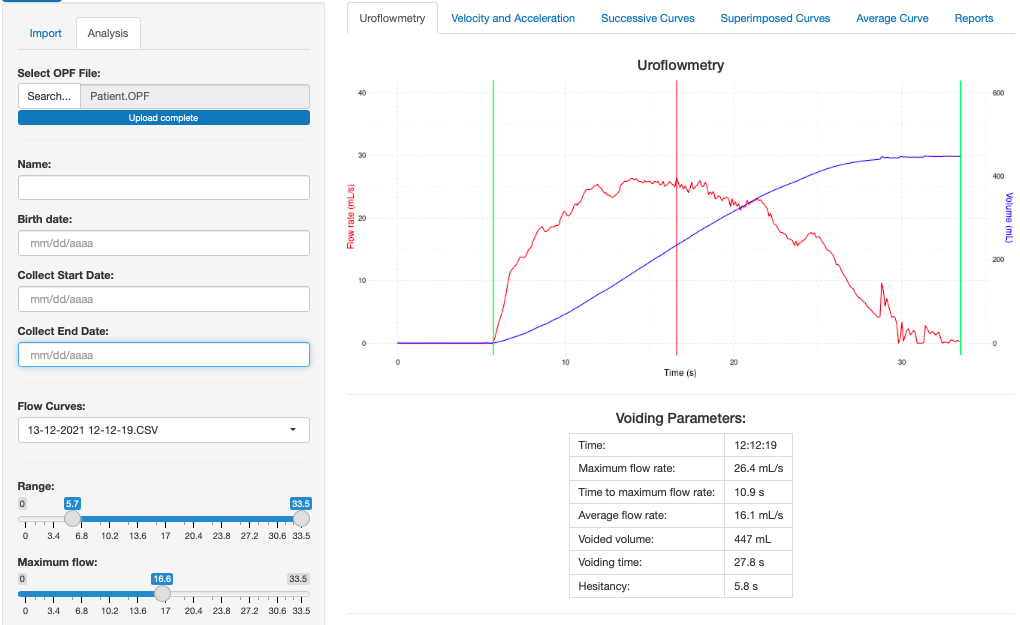 Import Analysis
Select OPF File:
Search... Patient.OPF
Upload complete
Name:
Birth date:
mm/dd/aaaa
Collect Start Date:
mm/dd/aaaa
Collect End Date:
mm/dd/aaaa
Flow Curves:
13-12-2021 12-12-19.CSV
Range:
0 5.7 33.5
0 3.4 6.8 10.2 13.6 17 20.4 23.8 27.2 30.6 33.5
Maximum flow:
0 16.6 33.5
0 3.4 6.8 10.2 13.6 17 20.4 23.8 27.2 30.6 33.5
Uroflowmetry Velocity and Acceleration Successive Curves Superimposed Curves Average Curve Reports
Uroflowmetry
40 600
30
400
20
200
10
0 0
Flow rate (mL/s)
Volume (mL)
0 10 20 30
Time (s)
Voiding Parameters:
Time: 12:12:19
Maximum flow rate: 26.4 mL/s
Time to maximum flow rate: 10.9 s
Average flow rate: 16.1 mL/s
Voided volume: 447 mL
Voiding time: 27.8 s
Hesitancy: 5.8 s